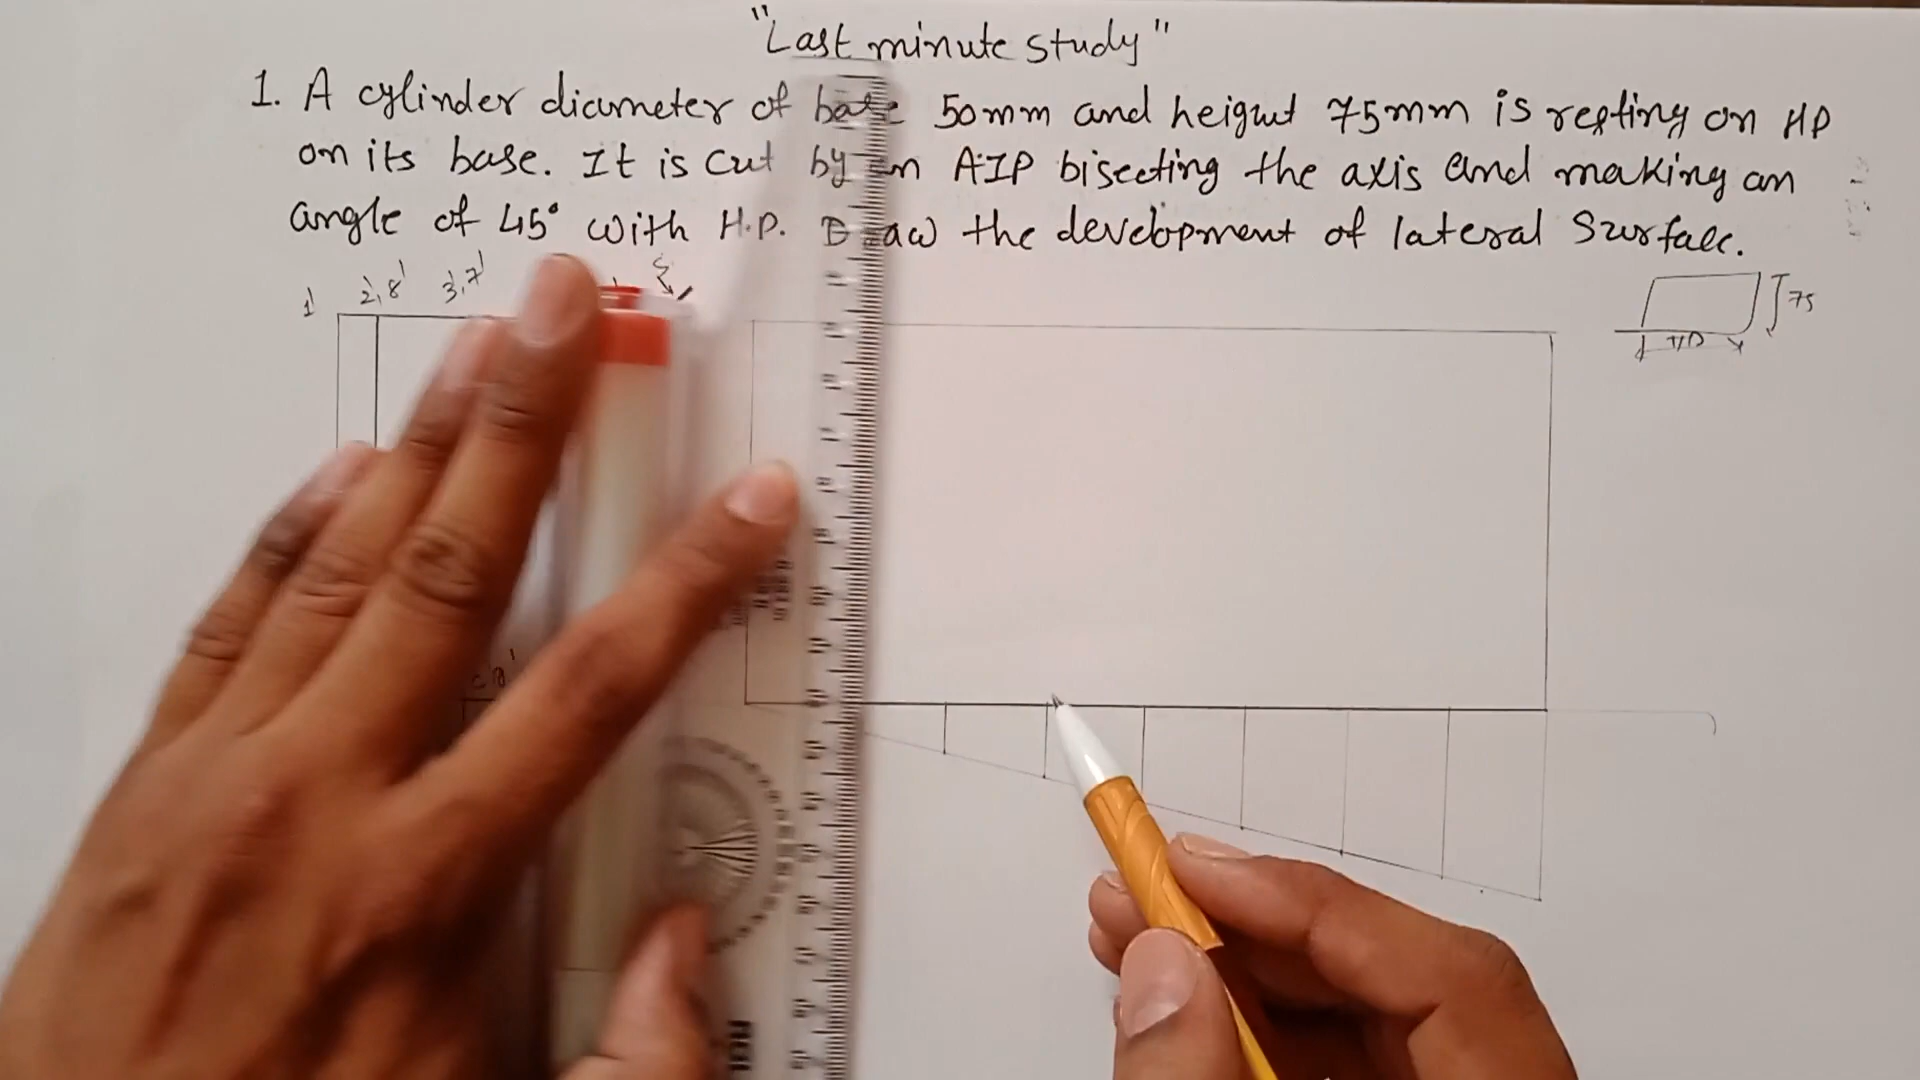 "Last minute study"
1. A cylinder diameter of base 50mm and height 75mm is resting on HP
on its base. It is cut by an AIP bisecting the axis and making an
angle of 45° with H.P. Draw the development of lateral Surface.
1' 2',8' 3',7'
75
πD